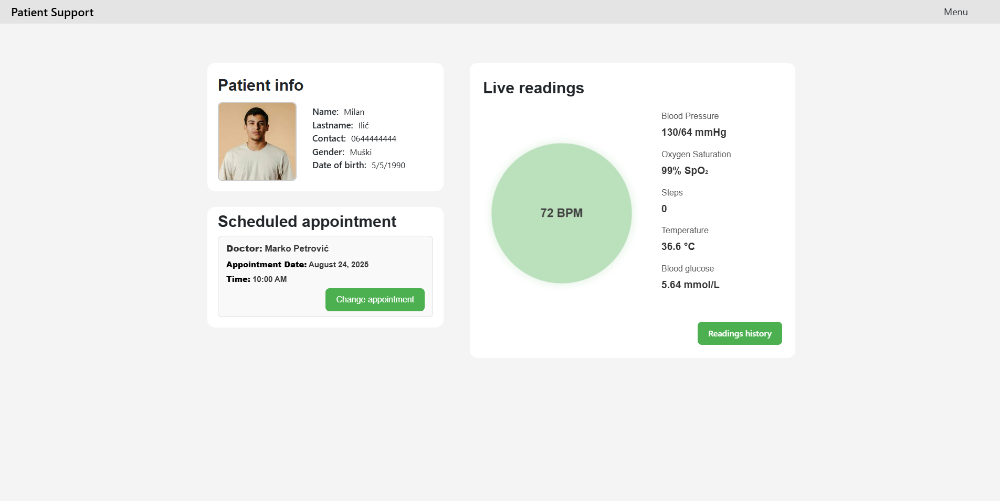 Patient Support
Menu
Patient info
Name: Milan
Lastname: Ilić
Contact: 0644444444
Gender: Muški
Date of birth: 5/5/1990
Scheduled appointment
Doctor: Marko Petrović
Appointment Date: August 24, 2025
Time: 10:00 AM
Change appointment
Live readings
72 BPM
Blood Pressure
130/64 mmHg
Oxygen Saturation
99% SpO₂
Steps
0
Temperature
36.6 °C
Blood glucose
5.64 mmol/L
Readings history